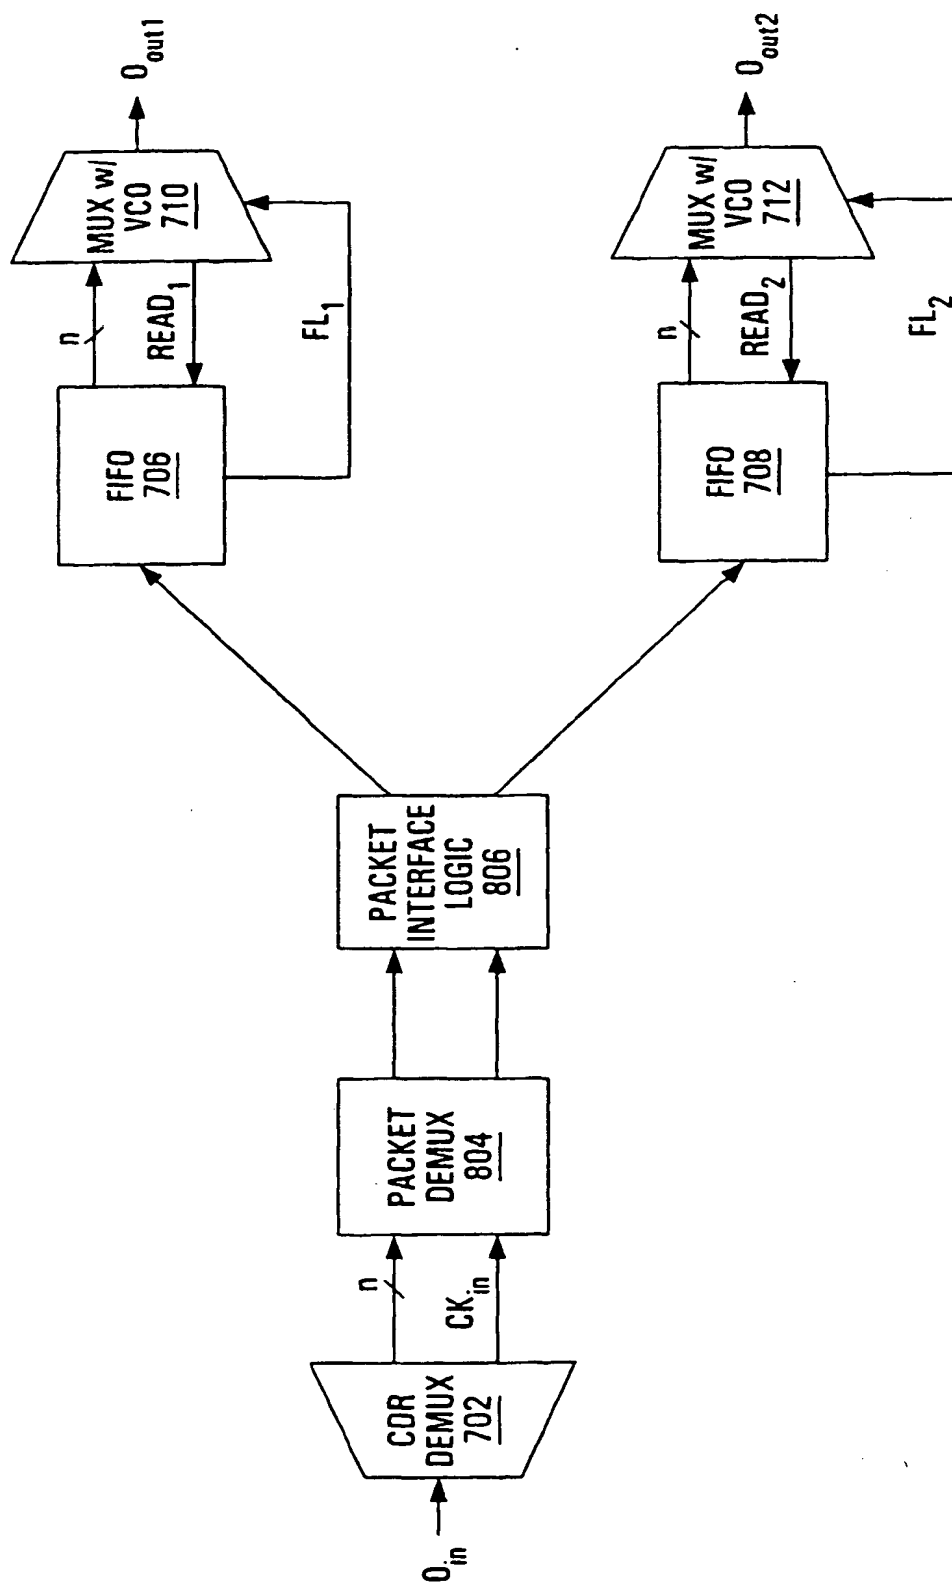 O_in
CDR
DEMUX
702
n
CK_in
PACKET
DEMUX
804
PACKET
INTERFACE
LOGIC
806
FIFO
706
n
READ_1
FL_1
MUX w/
VCO
710
O_out1
FIFO
708
n
READ_2
FL_2
MUX w/
VCO
712
O_out2